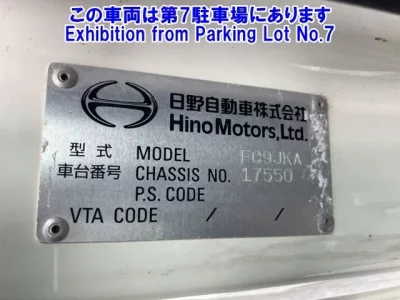 この車両は第7駐車場にあります
Exhibition from Parking Lot No.7
日野自動車株式会社
Hino Motors, Ltd.
型式 MODEL FC9JKA
車台番号 CHASSIS NO. 17550
P.S. CODE
VTA CODE / /